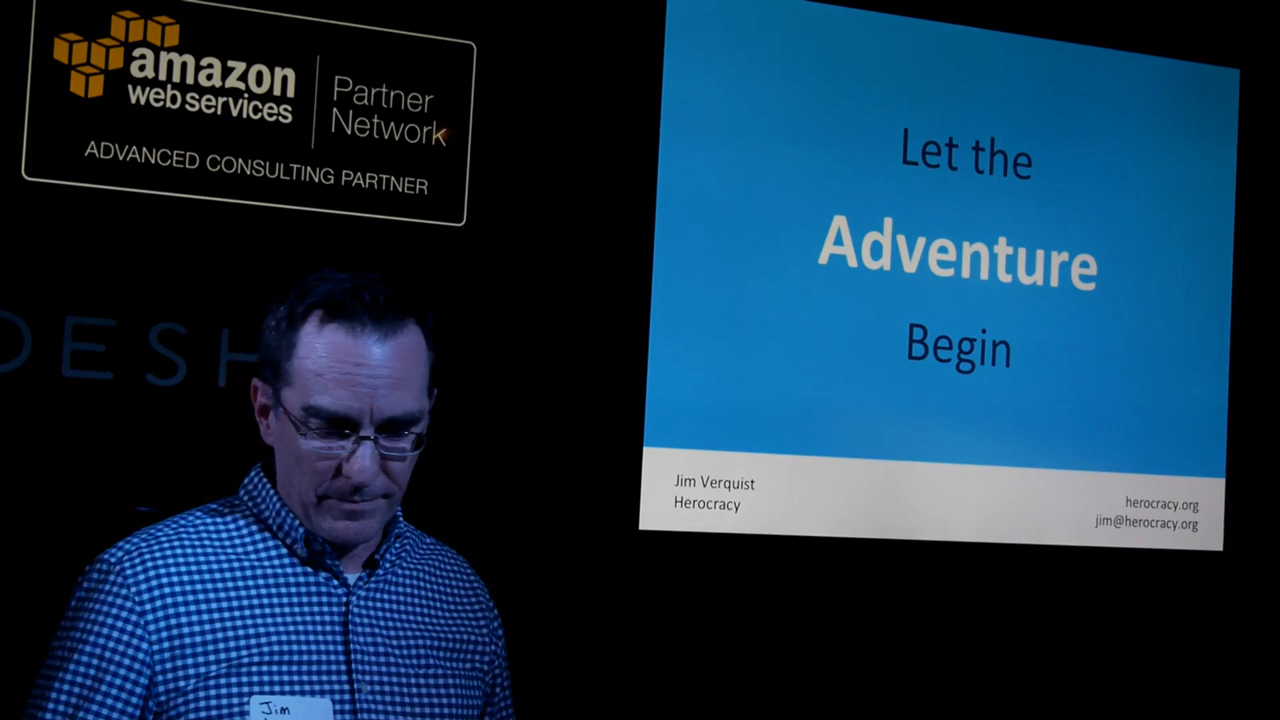 amazon
web services
Partner
Network
ADVANCED CONSULTING PARTNER
DESH
Let the
Adventure
Begin
Jim Verquist
Herocracy
herocracy.org
jim@herocracy.org
Jim